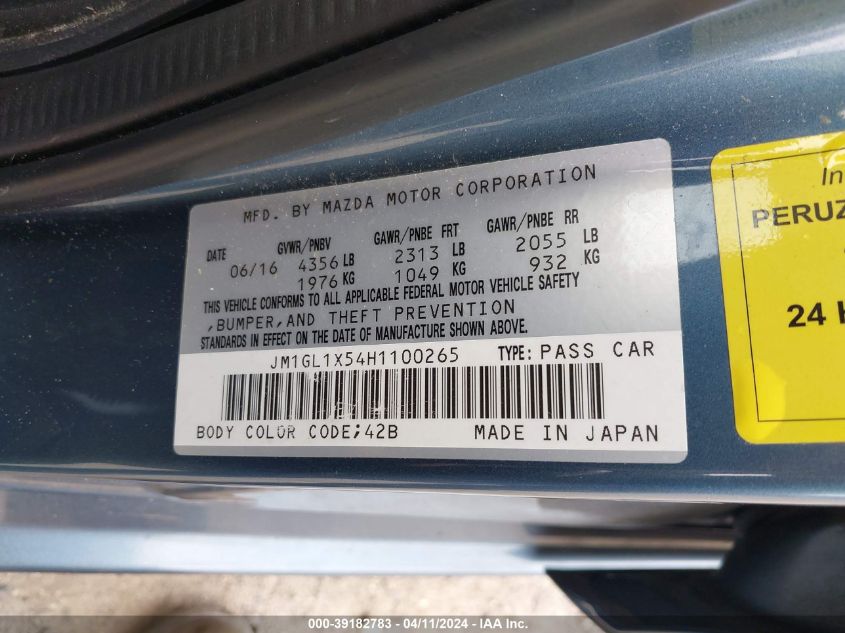 MFD. BY MAZDA MOTOR CORPORATION
DATE GVWR/PNBV GAWR/PNBE FRT GAWR/PNBE RR
06/16 4356 LB 2313 LB 2055 LB
1976 KG 1049 KG 932 KG
THIS VEHICLE CONFORMS TO ALL APPLICABLE FEDERAL MOTOR VEHICLE SAFETY
,BUMPER,AND THEFT PREVENTION
STANDARDS IN EFFECT ON THE DATE OF MANUFACTURE SHOWN ABOVE.
JM1GL1X54H1100265 TYPE: PASS CAR
BODY COLOR CODE;42B MADE IN JAPAN
In
PERUZ
24 H
000-39182783 - 04/11/2024 - IAA Inc.